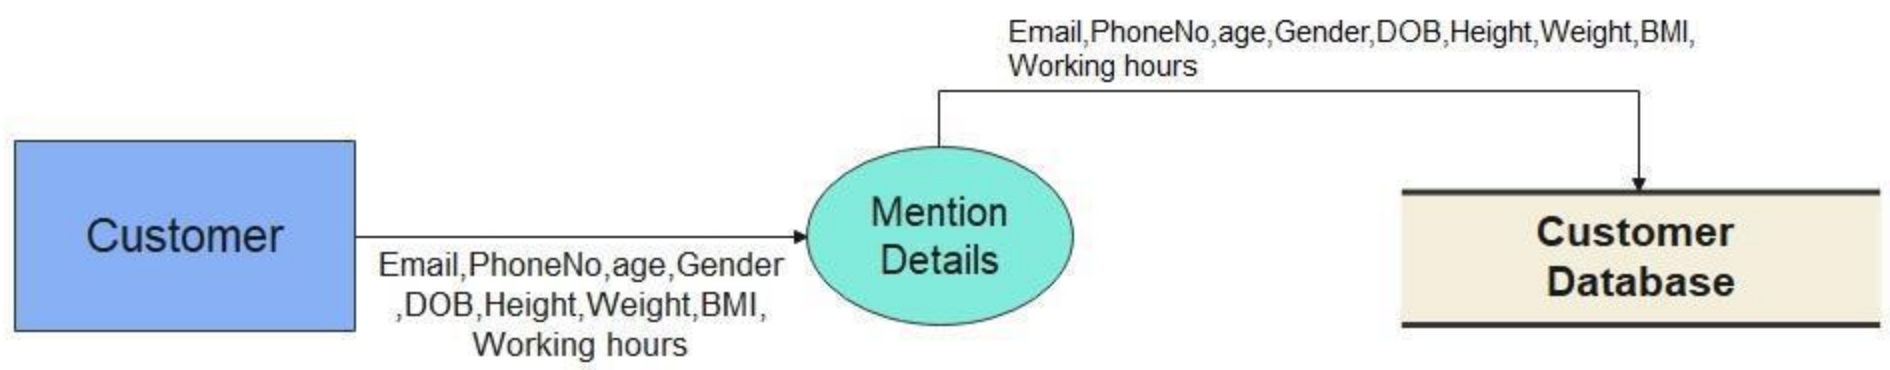 Email,PhoneNo,age,Gender,DOB,Height,Weight,BMI,
Working hours
Customer
Email,PhoneNo,age,Gender
,DOB,Height,Weight,BMI,
Working hours
Mention
Details
Customer
Database